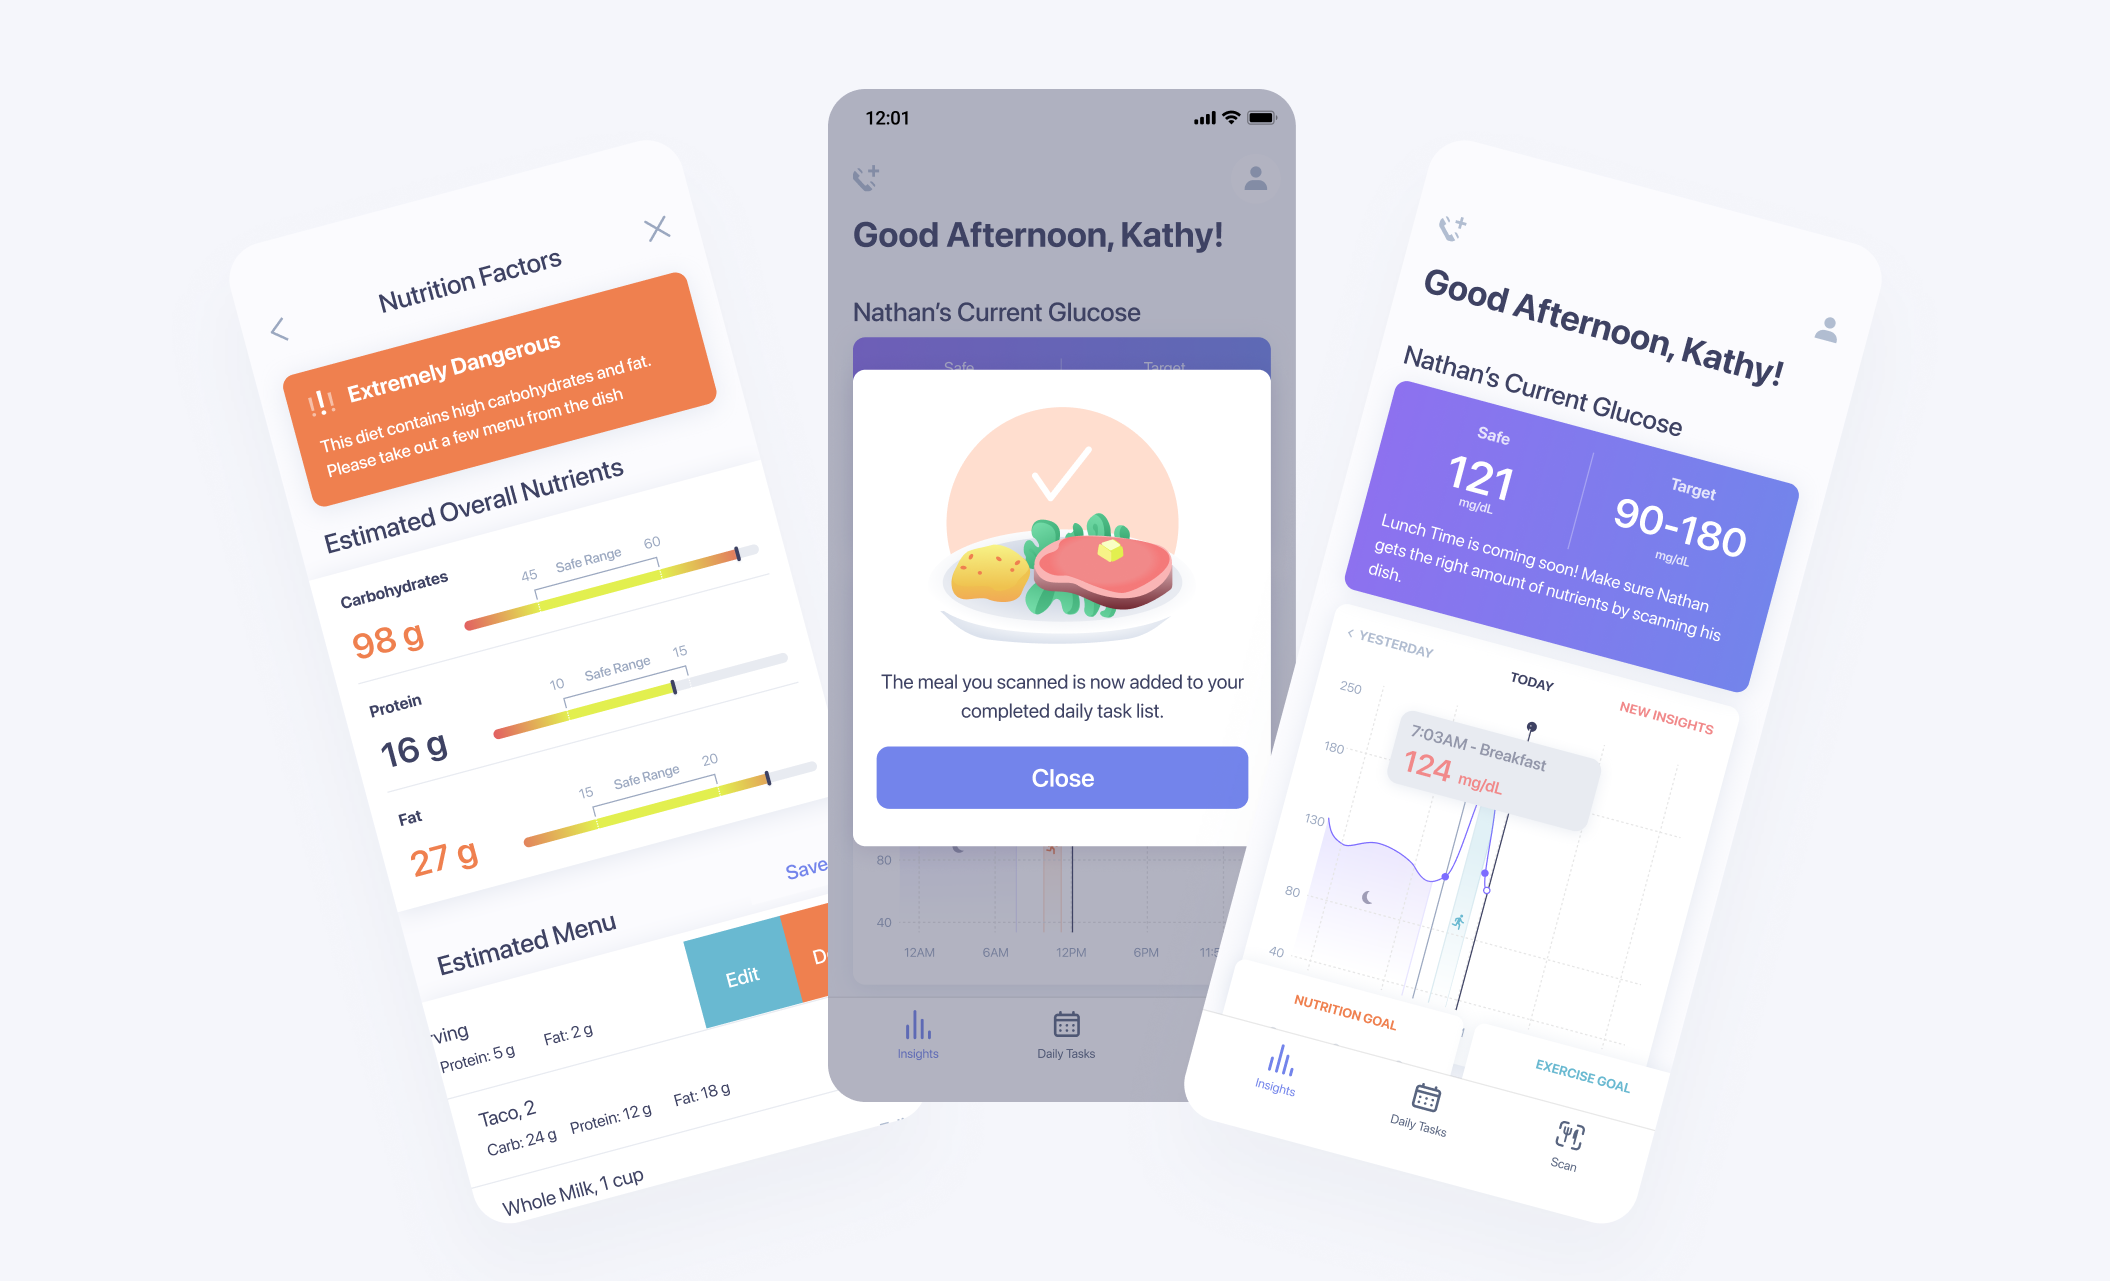 Nutrition Factors
Extremely Dangerous
This diet contains high carbohydrates and fat.
Please take out a few menu from the dish
Estimated Overall Nutrients
Carbohydrates
98 g
45
Safe Range
60
Protein
16 g
10
Safe Range
15
Fat
27 g
15
Safe Range
20
Save
Estimated Menu
Edit
Protein: 5 g
Fat: 2 g
Taco, 2
Carb: 24 g
Protein: 12 g
Fat: 18 g
Whole Milk, 1 cup
12:01
Good Afternoon, Kathy!
Nathan's Current Glucose
Safe
Target
The meal you scanned is now added to your
completed daily task list.
Close
80
40
12AM
6AM
12PM
6PM
Insights
Daily Tasks
Good Afternoon, Kathy!
Nathan's Current Glucose
Safe
121
mg/dL
Target
90-180
mg/dL
Lunch Time is coming soon! Make sure Nathan
gets the right amount of nutrients by scanning his
dish.
YESTERDAY
TODAY
NEW INSIGHTS
250
180
130
80
40
7:03AM - Breakfast
124 mg/dL
NUTRITION GOAL
EXERCISE GOAL
Insights
Daily Tasks
Scan